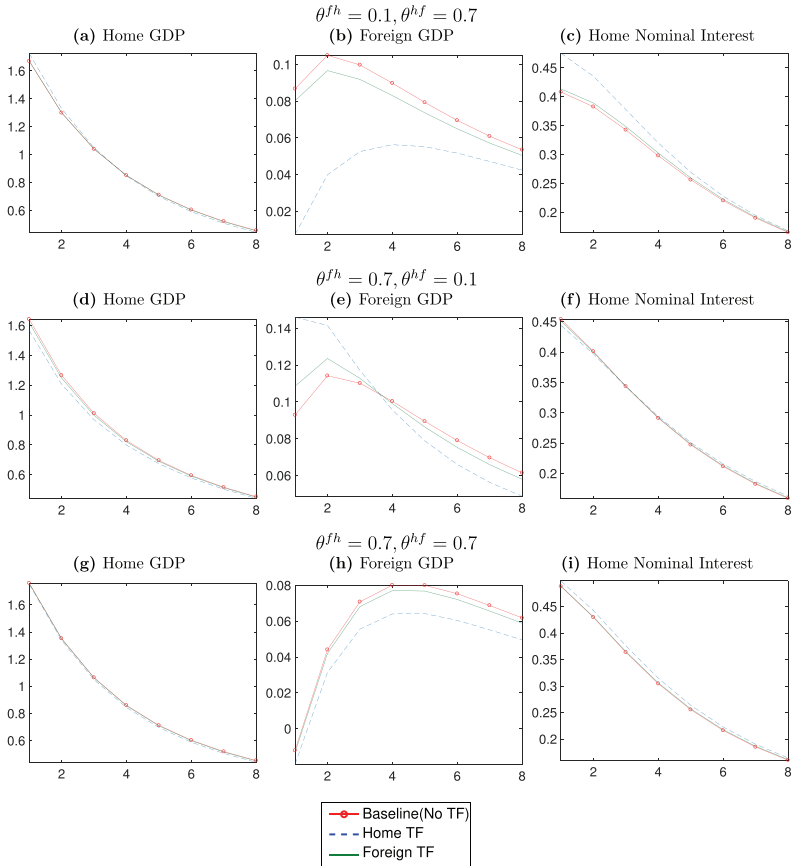 θ^{fh} = 0.1, θ^{hf} = 0.7
(a) Home GDP
1.6
1.4
1.2
1
0.8
0.6
2 4 6 8
(b) Foreign GDP
0.1
0.08
0.06
0.04
0.02
2 4 6 8
(c) Home Nominal Interest
0.45
0.4
0.35
0.3
0.25
0.2
2 4 6 8
θ^{fh} = 0.7, θ^{hf} = 0.1
(d) Home GDP
1.6
1.4
1.2
1
0.8
0.6
2 4 6 8
(e) Foreign GDP
0.14
0.12
0.1
0.08
0.06
2 4 6 8
(f) Home Nominal Interest
0.45
0.4
0.35
0.3
0.25
0.2
2 4 6 8
θ^{fh} = 0.7, θ^{hf} = 0.7
(g) Home GDP
1.6
1.4
1.2
1
0.8
0.6
2 4 6 8
(h) Foreign GDP
0.08
0.06
0.04
0.02
0
2 4 6 8
(i) Home Nominal Interest
0.45
0.4
0.35
0.3
0.25
0.2
2 4 6 8
Baseline(No TF)
Home TF
Foreign TF